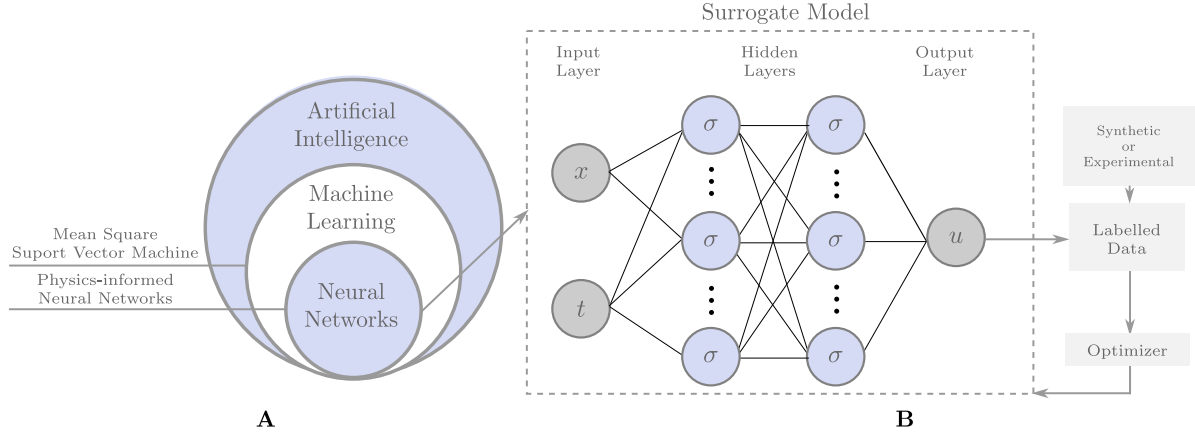 Artificial
Intelligence
Machine
Learning
Neural
Networks
Mean Square
Suport Vector Machine
Physics-informed
Neural Networks
A
Surrogate Model
Input
Layer
Hidden
Layers
Output
Layer
x
t
σ
σ
σ
σ
σ
σ
u
Synthetic
or
Experimental
Labelled
Data
Optimizer
B